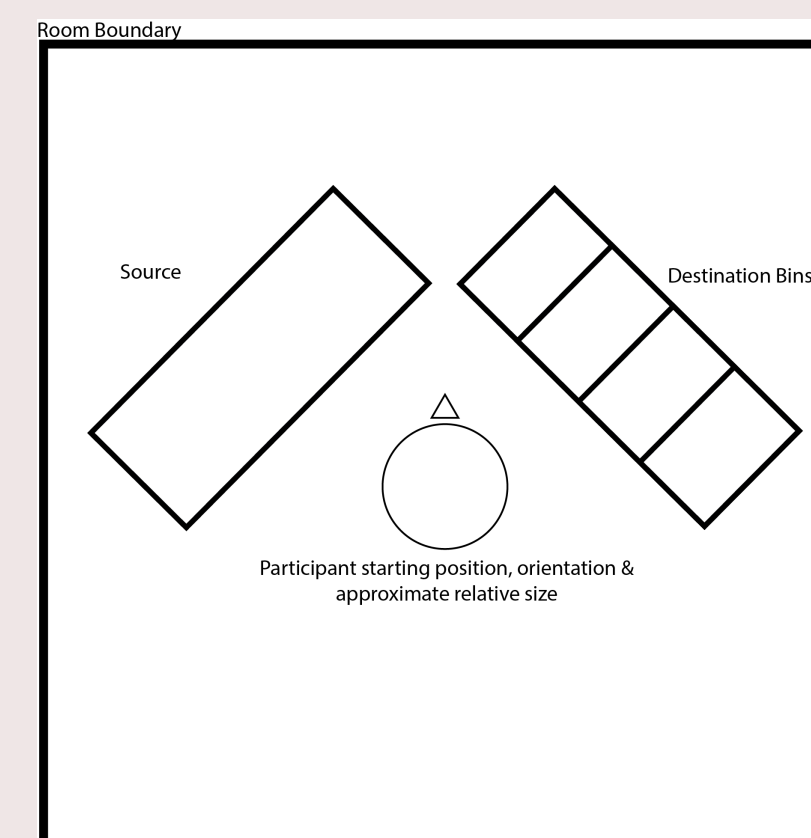 Room Boundary
Source
Destination Bins
Participant starting position, orientation &
approximate relative size